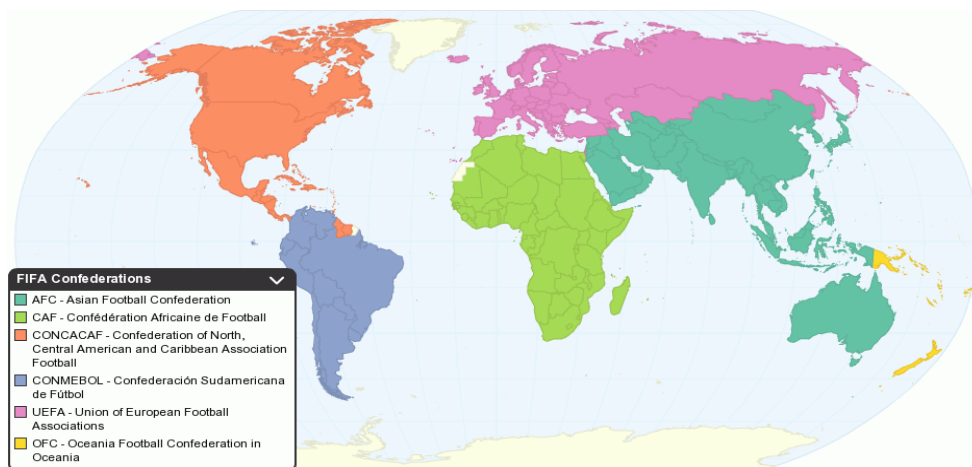 FIFA Confederations
AFC - Asian Football Confederation
CAF - Confédération Africaine de Football
CONCACAF - Confederation of North,
Central American and Caribbean Association
Football
CONMEBOL - Confederación Sudamericana
de Fútbol
UEFA - Union of European Football
Associations
OFC - Oceania Football Confederation in
Oceania